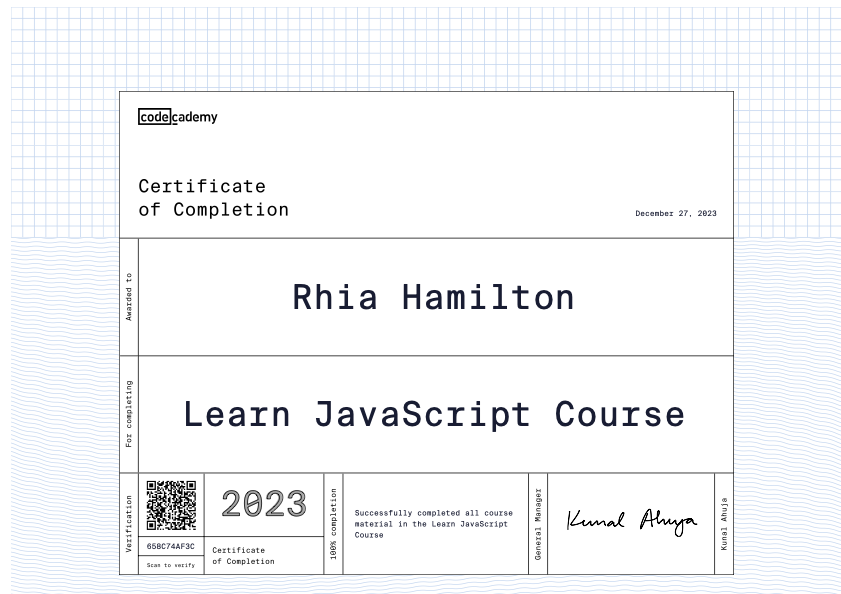 codecademy
Certificate
of Completion
December 27, 2023
Awarded to
Rhia Hamilton
For completing
Learn JavaScript Course
Verification
658C74AF3C
Scan to verify
2023
Certificate
of Completion
100% completion
Successfully completed all course
material in the Learn JavaScript
Course
General Manager
Kunal Ahuja
Kunal Ahuja